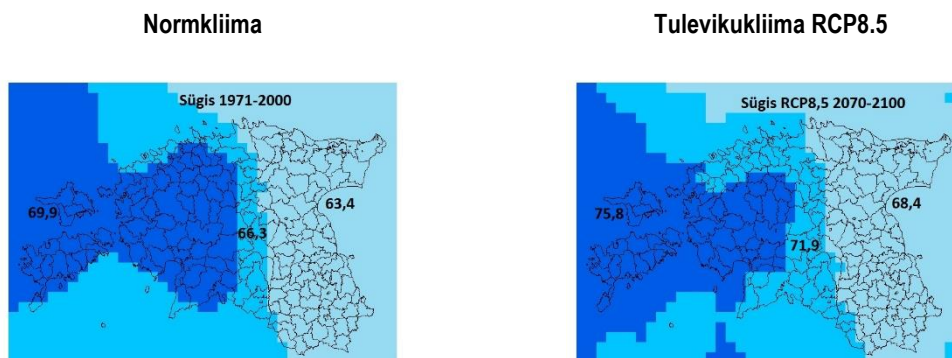 Normkliima
Tulevikukliima RCP8.5
Sügis 1971-2000
69,9
66,3
63,4
Sügis RCP8,5 2070-2100
75,8
71,9
68,4